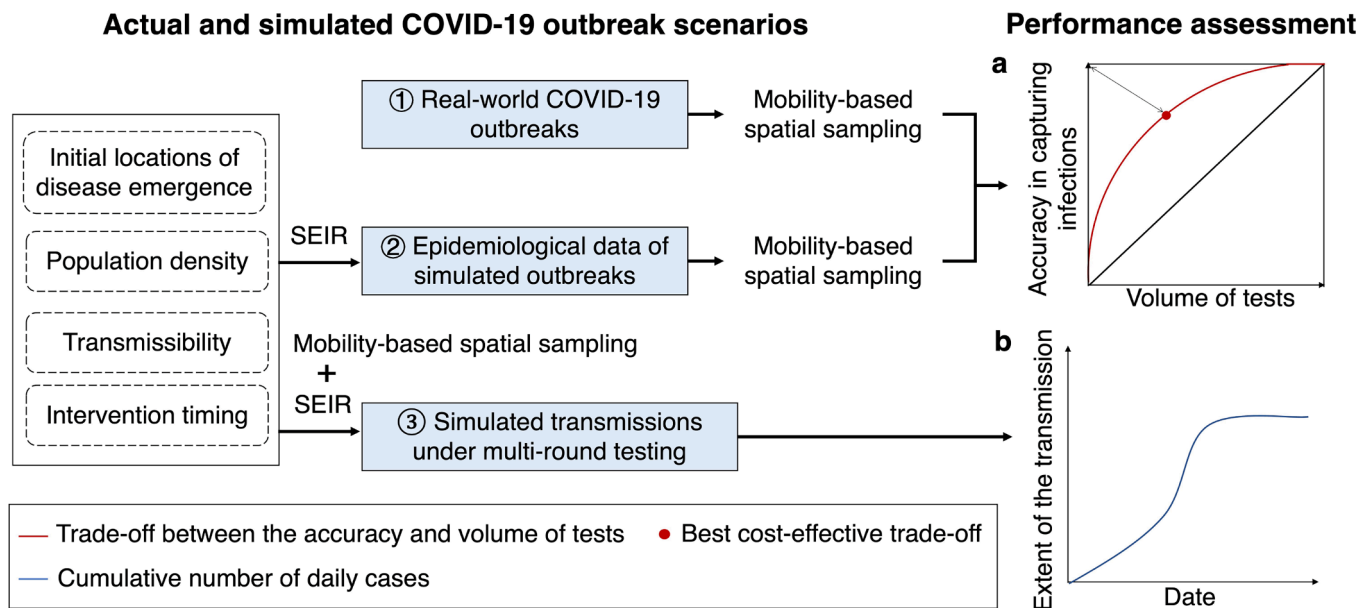 Actual and simulated COVID-19 outbreak scenarios
Performance assessment
Initial locations of
disease emergence
Population density
Transmissibility
Intervention timing
① Real-world COVID-19
outbreaks
Mobility-based
spatial sampling
SEIR
② Epidemiological data of
simulated outbreaks
Mobility-based
spatial sampling
Mobility-based spatial sampling
+
SEIR
③ Simulated transmissions
under multi-round testing
a
Accuracy in capturing
infections
Volume of tests
b
Extent of the transmission
Date
Trade-off between the accuracy and volume of tests
Best cost-effective trade-off
Cumulative number of daily cases